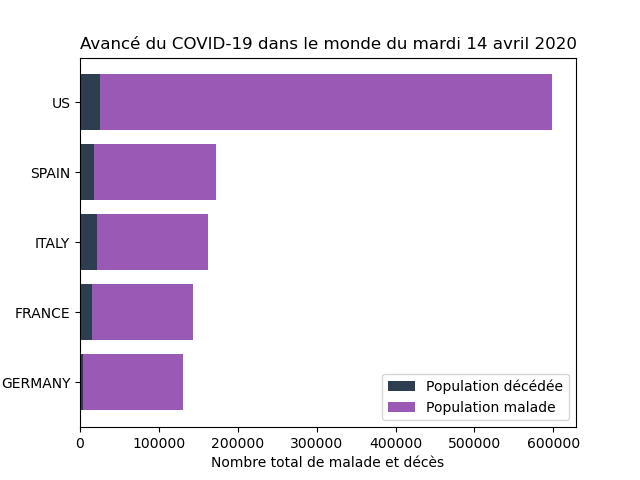 Avancé du COVID-19 dans le monde du mardi 14 avril 2020
US
SPAIN
ITALY
FRANCE
GERMANY
Population décédée
Population malade
0 100000 200000 300000 400000 500000 600000
Nombre total de malade et décès